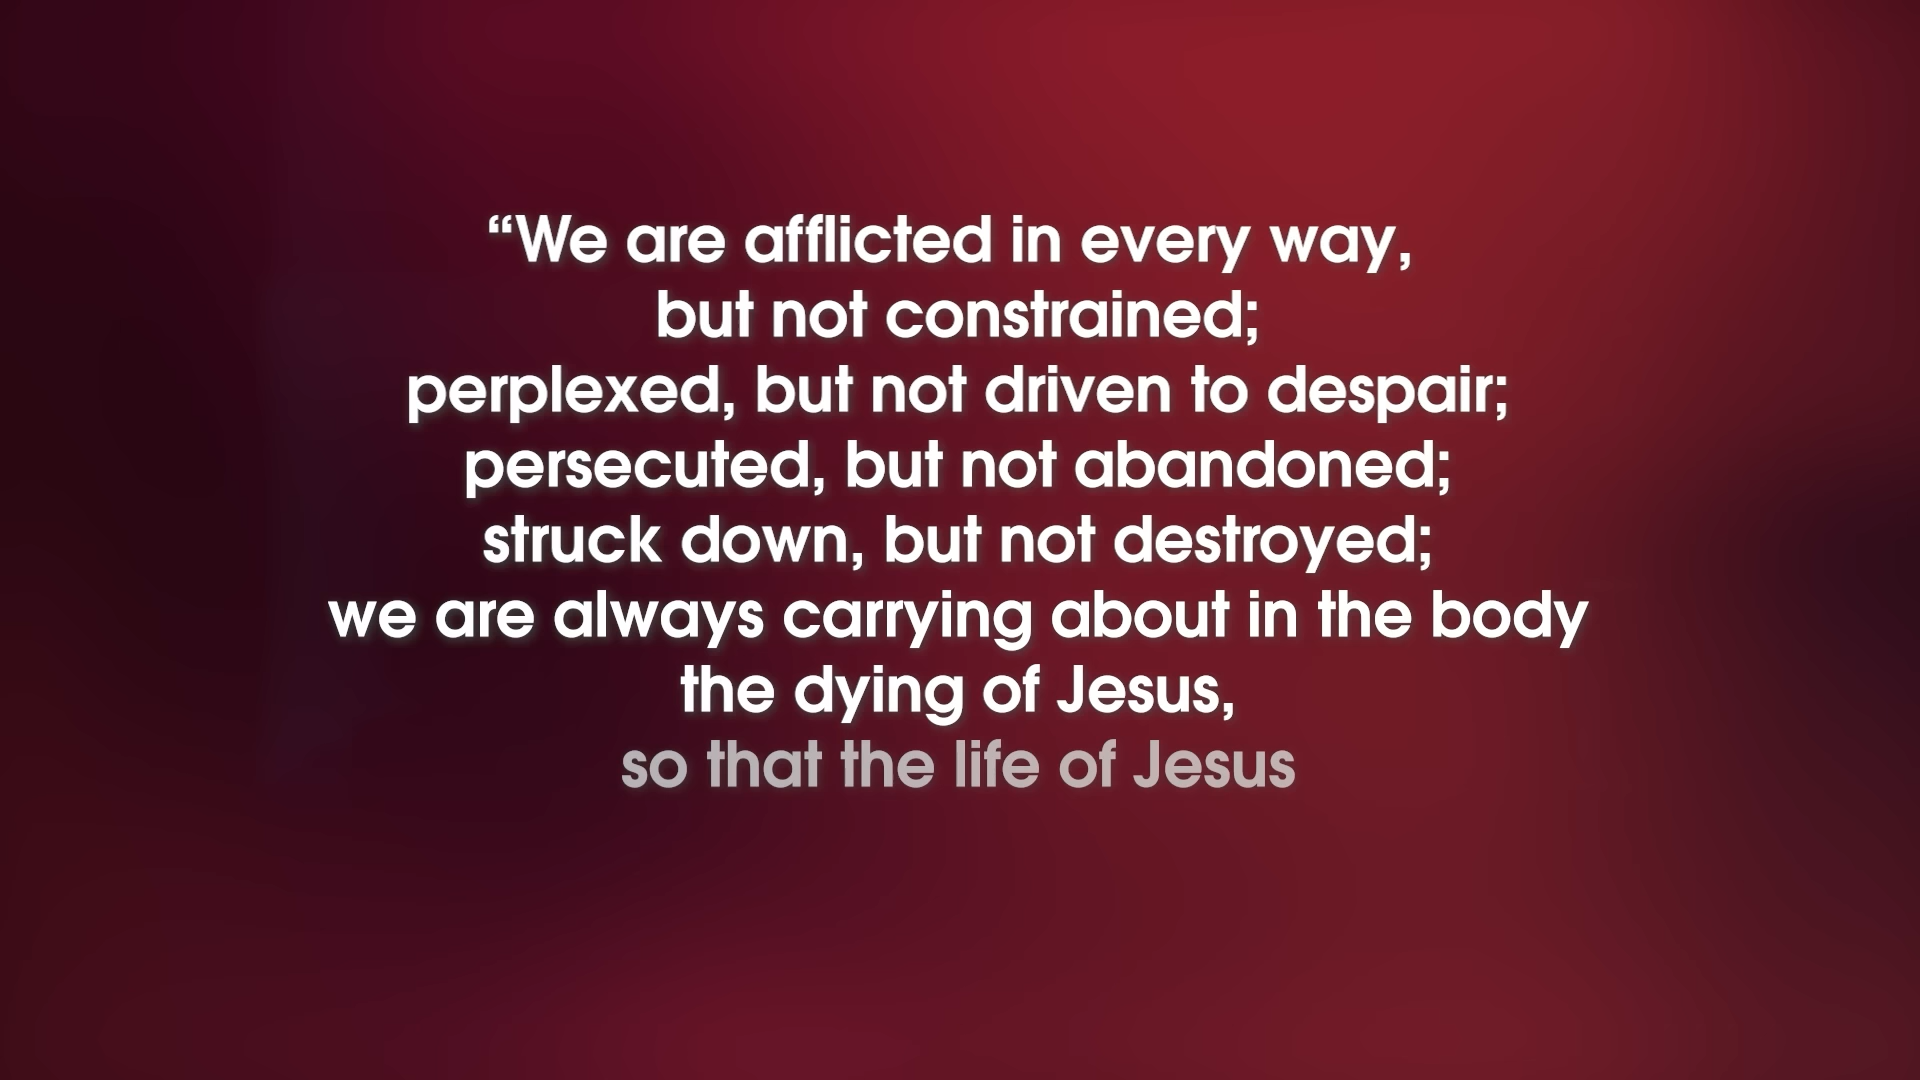 “We are afflicted in every way,
but not constrained;
perplexed, but not driven to despair;
persecuted, but not abandoned;
struck down, but not destroyed;
we are always carrying about in the body
the dying of Jesus,
so that the life of Jesus